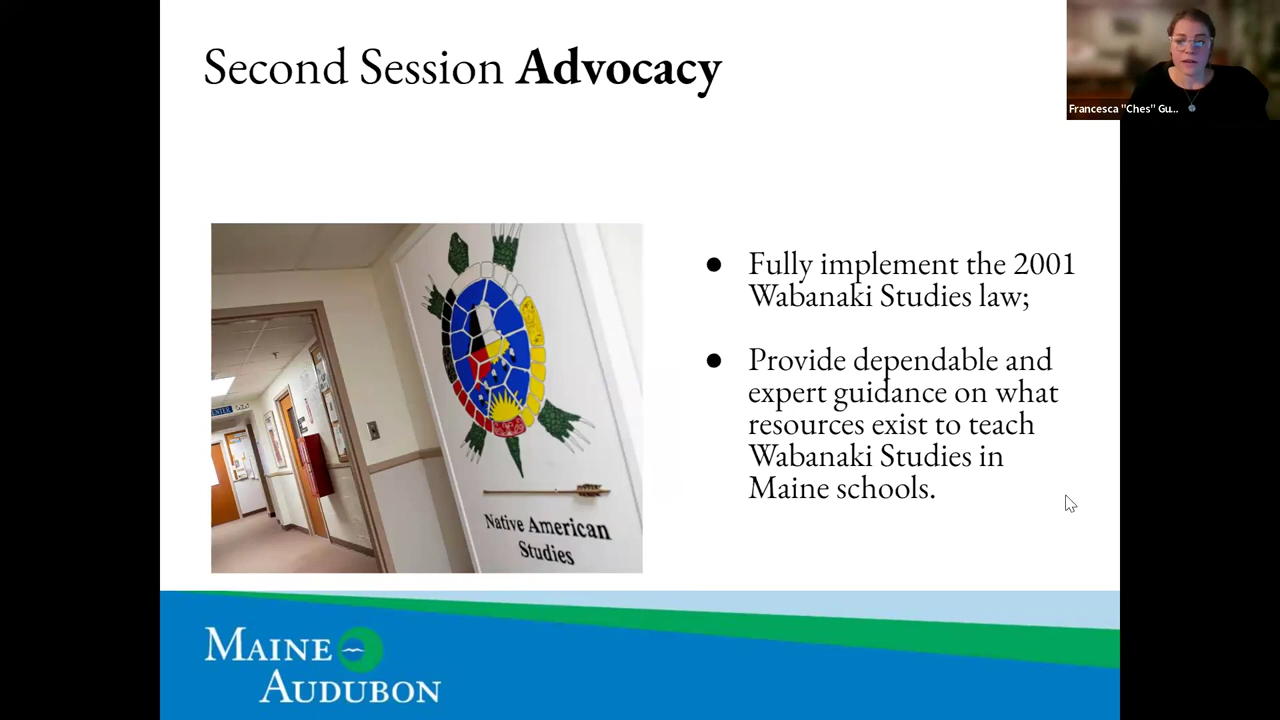 Second Session Advocacy
Francesca "Ches" Gu...
● Fully implement the 2001
Wabanaki Studies law;
● Provide dependable and
expert guidance on what
resources exist to teach
Wabanaki Studies in
Maine schools.
Native American
Studies
MAINE
AUDUBON